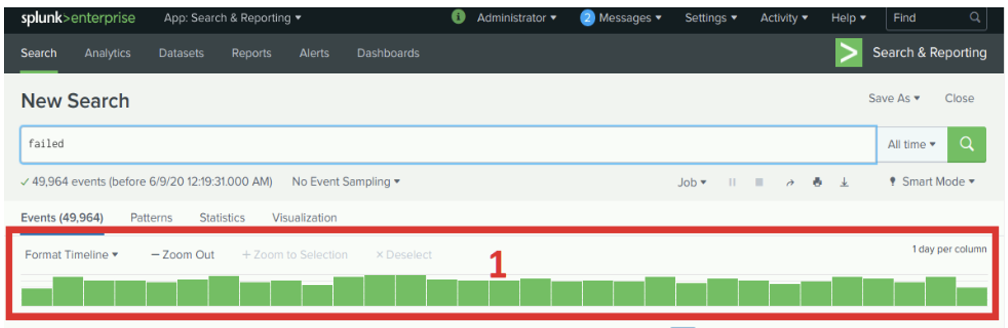 splunk>enterprise App: Search & Reporting ▾ i Administrator ▾ 2 Messages ▾ Settings ▾ Activity ▾ Help ▾ Find
Search Analytics Datasets Reports Alerts Dashboards > Search & Reporting
New Search Save As ▾ Close
failed All time ▾
✓ 49,964 events (before 6/9/20 12:19:31.000 AM) No Event Sampling ▾ Job ▾ Smart Mode ▾
Events (49,964) Patterns Statistics Visualization
Format Timeline ▾ — Zoom Out + Zoom to Selection × Deselect 1 1 day per column